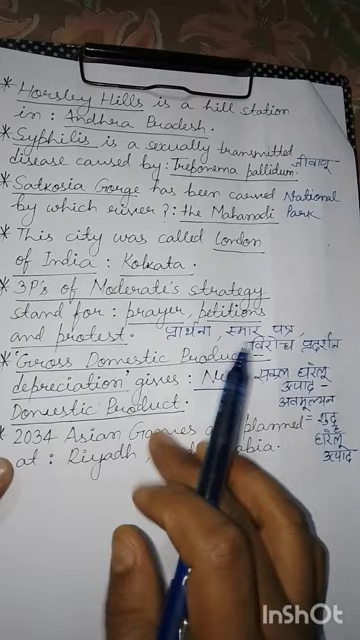 * Horsley Hills is a hill station
in : Andhra Pradesh.
* Syphilis is a sexually transmitted
disease caused by : Treponema pallidum. जीवाणु
* Satkosia Gorge has been carved National
by which river? : the Mahanadi Park
* This city was called London
of India : Kolkata.
* 3P's of Moderate's strategy
stand for : prayer, petitions
and protest. प्रार्थना, स्मार पत्र
विरोध प्रदर्शन
* 'Gross Domestic Product -
depreciation' gives : सकल घरेलू
उत्पाद -
Domestic Product. अवमूल्यन
* 2034 Asian Games planned = शुद्ध
at : Riyadh, घरेलू
उत्पाद
InShOt